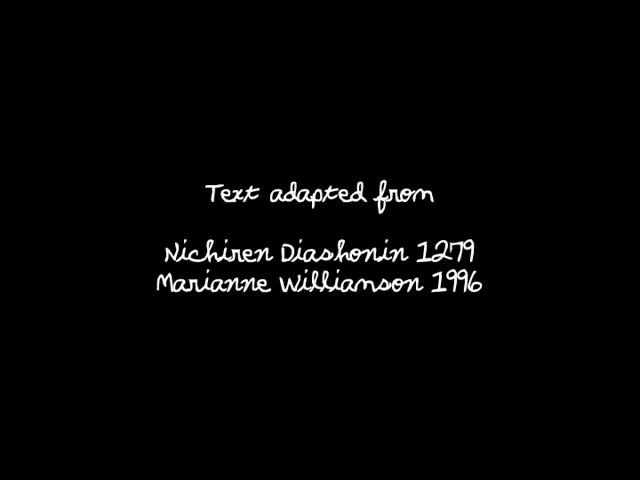 Text adapted from
Nichiren Diashonin 1279
Marianne Williamson 1996